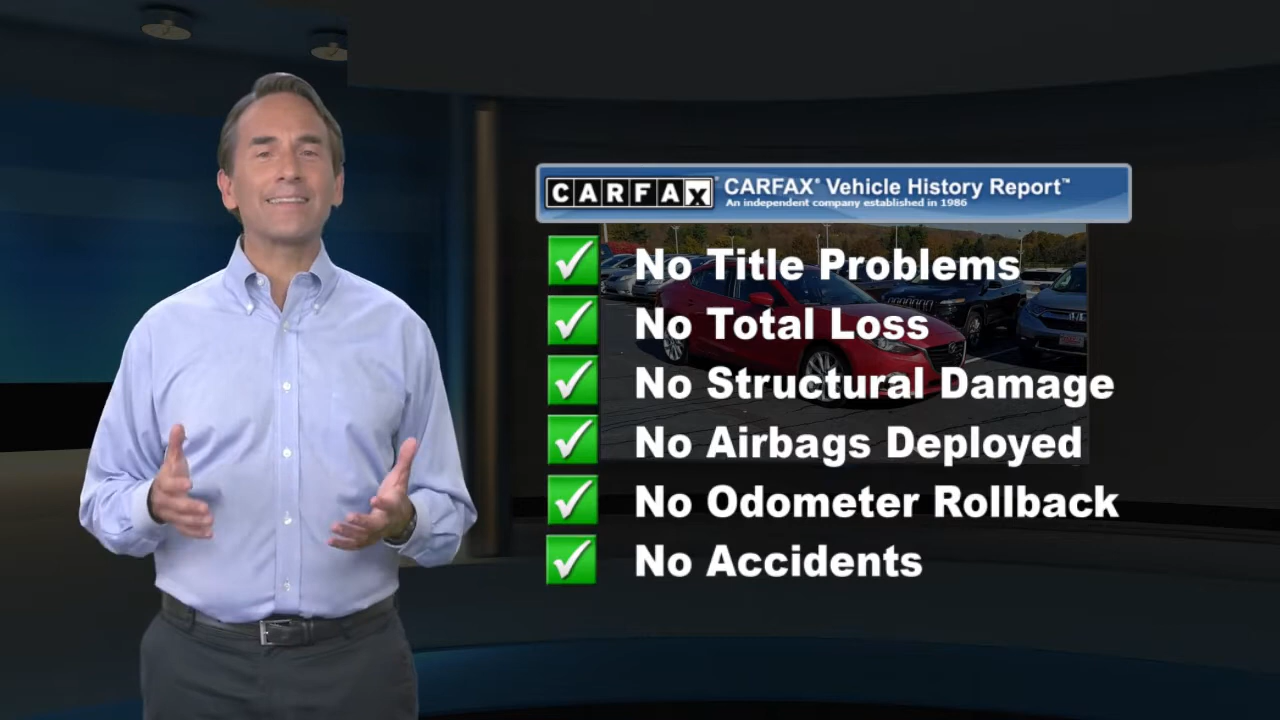 CARFAX® CARFAX® Vehicle History Report™
An independent company established in 1986
No Title Problems
No Total Loss
No Structural Damage
No Airbags Deployed
No Odometer Rollback
No Accidents